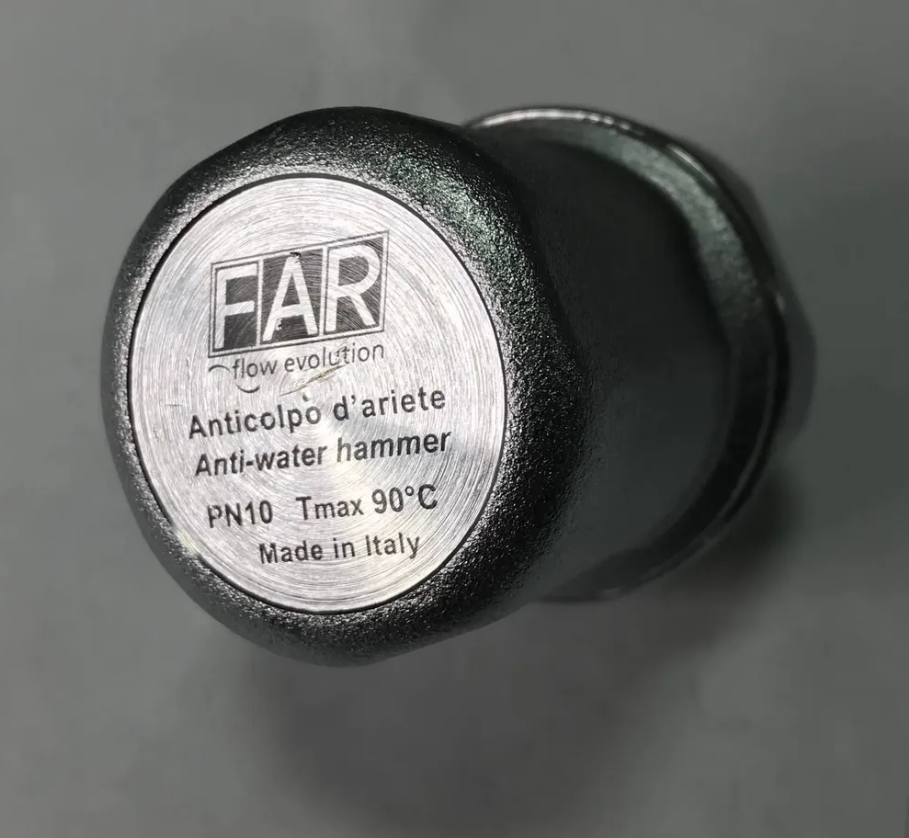 FAR
flow evolution
Anticolpo d'ariete
Anti-water hammer
PN10 Tmax 90°C
Made in Italy